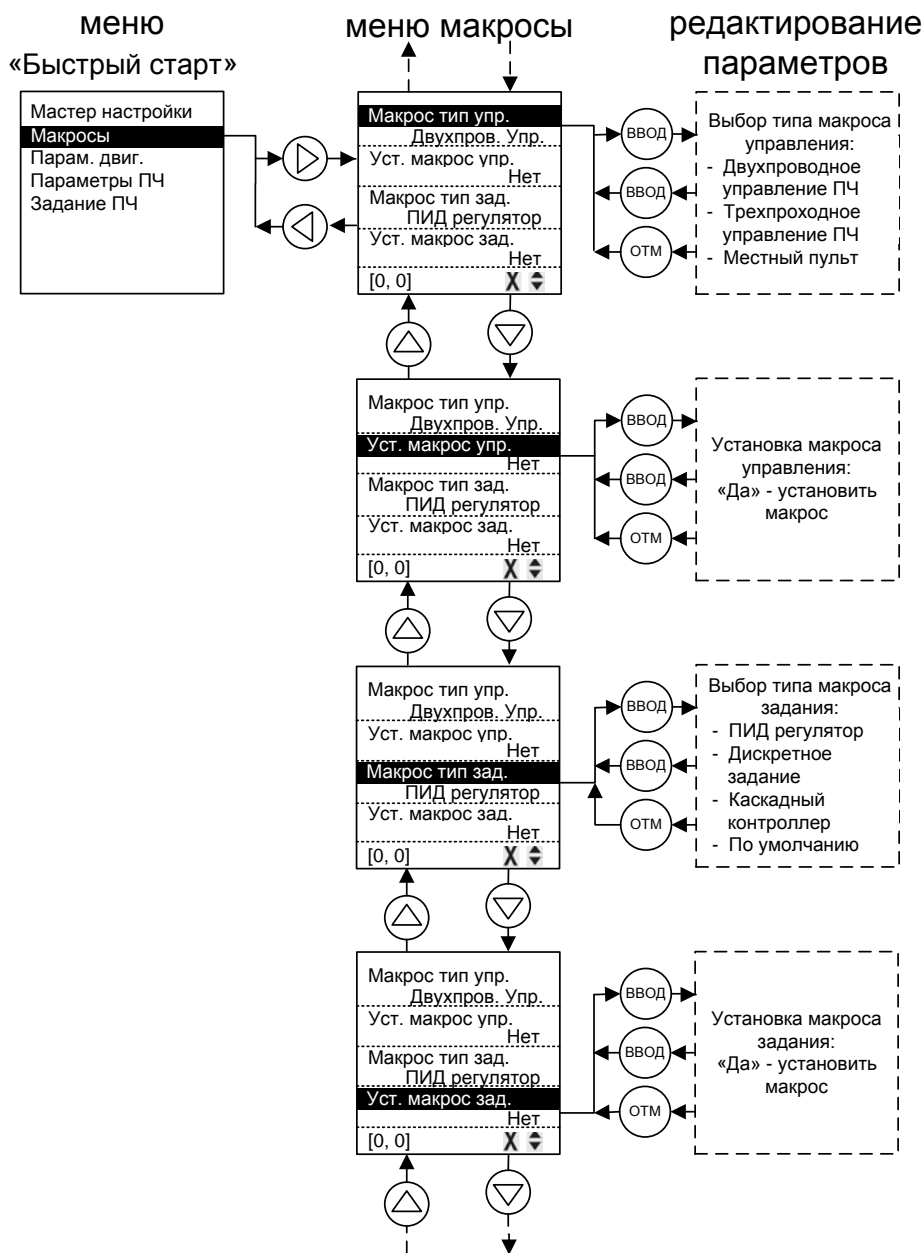 меню
«Быстрый старт»
меню макросы
редактирование
параметров
Мастер настройки
Макросы
Парам. двиг.
Параметры ПЧ
Задание ПЧ
Макрос тип упр.
Двухпров. Упр.
Уст. макрос упр.
Нет
Макрос тип зад.
ПИД регулятор
Уст. макрос зад.
Нет
[0, 0] X
ВВОД
ВВОД
ОТМ
Выбор типа макроса
управления:
- Двухпроводное
управление ПЧ
- Трехпроходное
управление ПЧ
- Местный пульт
Макрос тип упр.
Двухпров. Упр.
Уст. макрос упр.
Нет
Макрос тип зад.
ПИД регулятор
Уст. макрос зад.
Нет
[0, 0] X
ВВОД
ВВОД
ОТМ
Установка макроса
управления:
«Да» - установить
макрос
Макрос тип упр.
Двухпров. Упр.
Уст. макрос упр.
Нет
Макрос тип зад.
ПИД регулятор
Уст. макрос зад.
Нет
[0, 0] X
ВВОД
ВВОД
ОТМ
Выбор типа макроса
задания:
- ПИД регулятор
- Дискретное
задание
- Каскадный
контроллер
- По умолчанию
Макрос тип упр.
Двухпров. Упр.
Уст. макрос упр.
Нет
Макрос тип зад.
ПИД регулятор
Уст. макрос зад.
Нет
[0, 0] X
ВВОД
ВВОД
ОТМ
Установка макроса
задания:
«Да» - установить
макрос